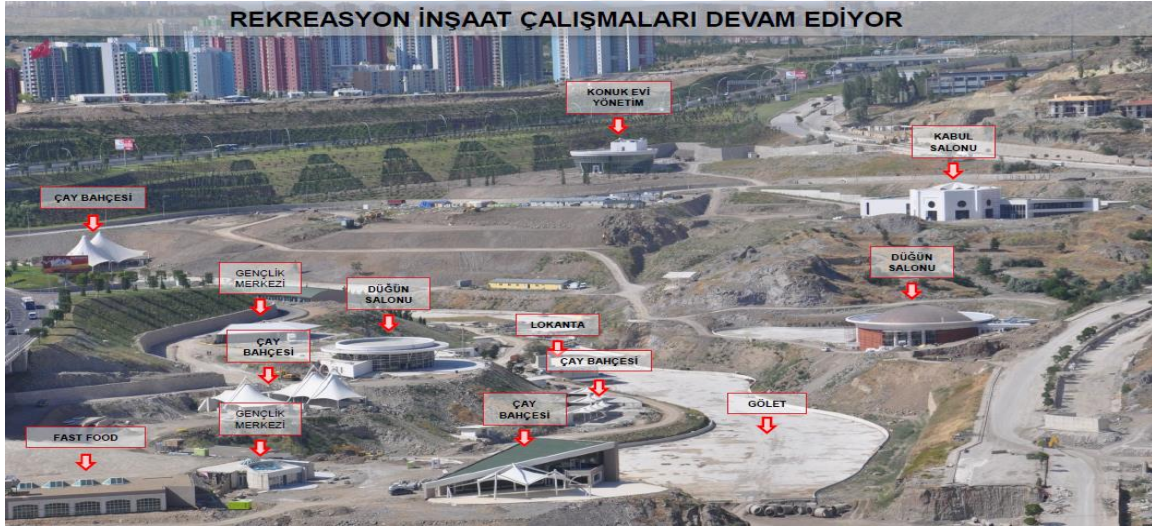 REKREASYON İNŞAAT ÇALIŞMALARI DEVAM EDİYOR
KONUK EVİ
YÖNETİM
KABUL
SALONU
ÇAY BAHÇESİ
GENÇLİK
MERKEZİ
DÜĞÜN
SALONU
DÜĞÜN
SALONU
LOKANTA
ÇAY
BAHÇESİ
ÇAY BAHÇESİ
ÇAY
BAHÇESİ
GÖLET
GENÇLİK
MERKEZİ
FAST FOOD